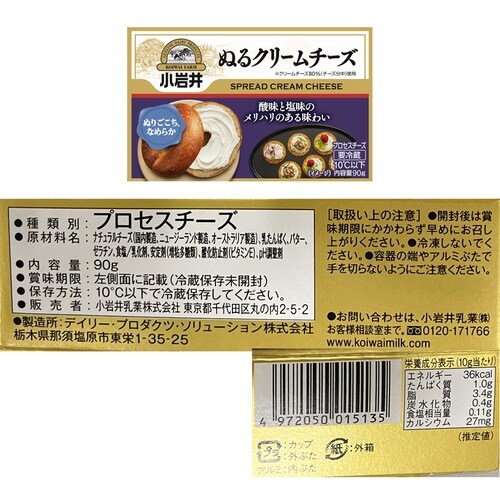 KOIWAI FARM
小岩井
ぬるクリームチーズ
※クリームチーズ80%(チーズ分中)使用
SPREAD CREAM CHEESE
ぬりごこち、
なめらか
酸味と塩味の
メリハリのある味わい
プロセスチーズ
要冷蔵
10℃以下
(イメージ) 内容量90g
●種類別:プロセスチーズ
●原材料名:ナチュラルチーズ(国内製造、ニュージーランド製造、オーストラリア製造)、乳たんぱく、バター、
ゼラチン、食塩/乳化剤、安定剤(増粘多糖類)、酸化防止剤(ビタミンE)、pH調整剤
●内容量:90g
●賞味期限:左側面に記載(冷蔵保存未開封)
●保存方法:10℃以下で冷蔵保存してください。
●販売者:小岩井乳業株式会社 東京都千代田区丸の内2-5-2
●製造所:デイリー・プロダクツ・ソリューション株式会社
栃木県那須塩原市東栄1-35-25
[取扱い上の注意] ●開封後は賞
味期限にかかわらず早めにお召し
上がりください。●冷凍しないでく
ださい。●容器の端やアルミふたで
手を切らないようにご注意ください。
●お問い合わせは、小岩井乳業(株)
お客様相談室まで。0120-171766
www.koiwaimilk.com
4 972050 015135
プラ:カップ
:外ぶた
アルミ:内ぶた
紙:外箱
栄養成分表示(10g当たり)
エネルギー 36kcal
たんぱく質 1.0g
脂質 3.4g
炭水化物 0.4g
食塩相当量 0.11g
カルシウム 27mg
(推定値)